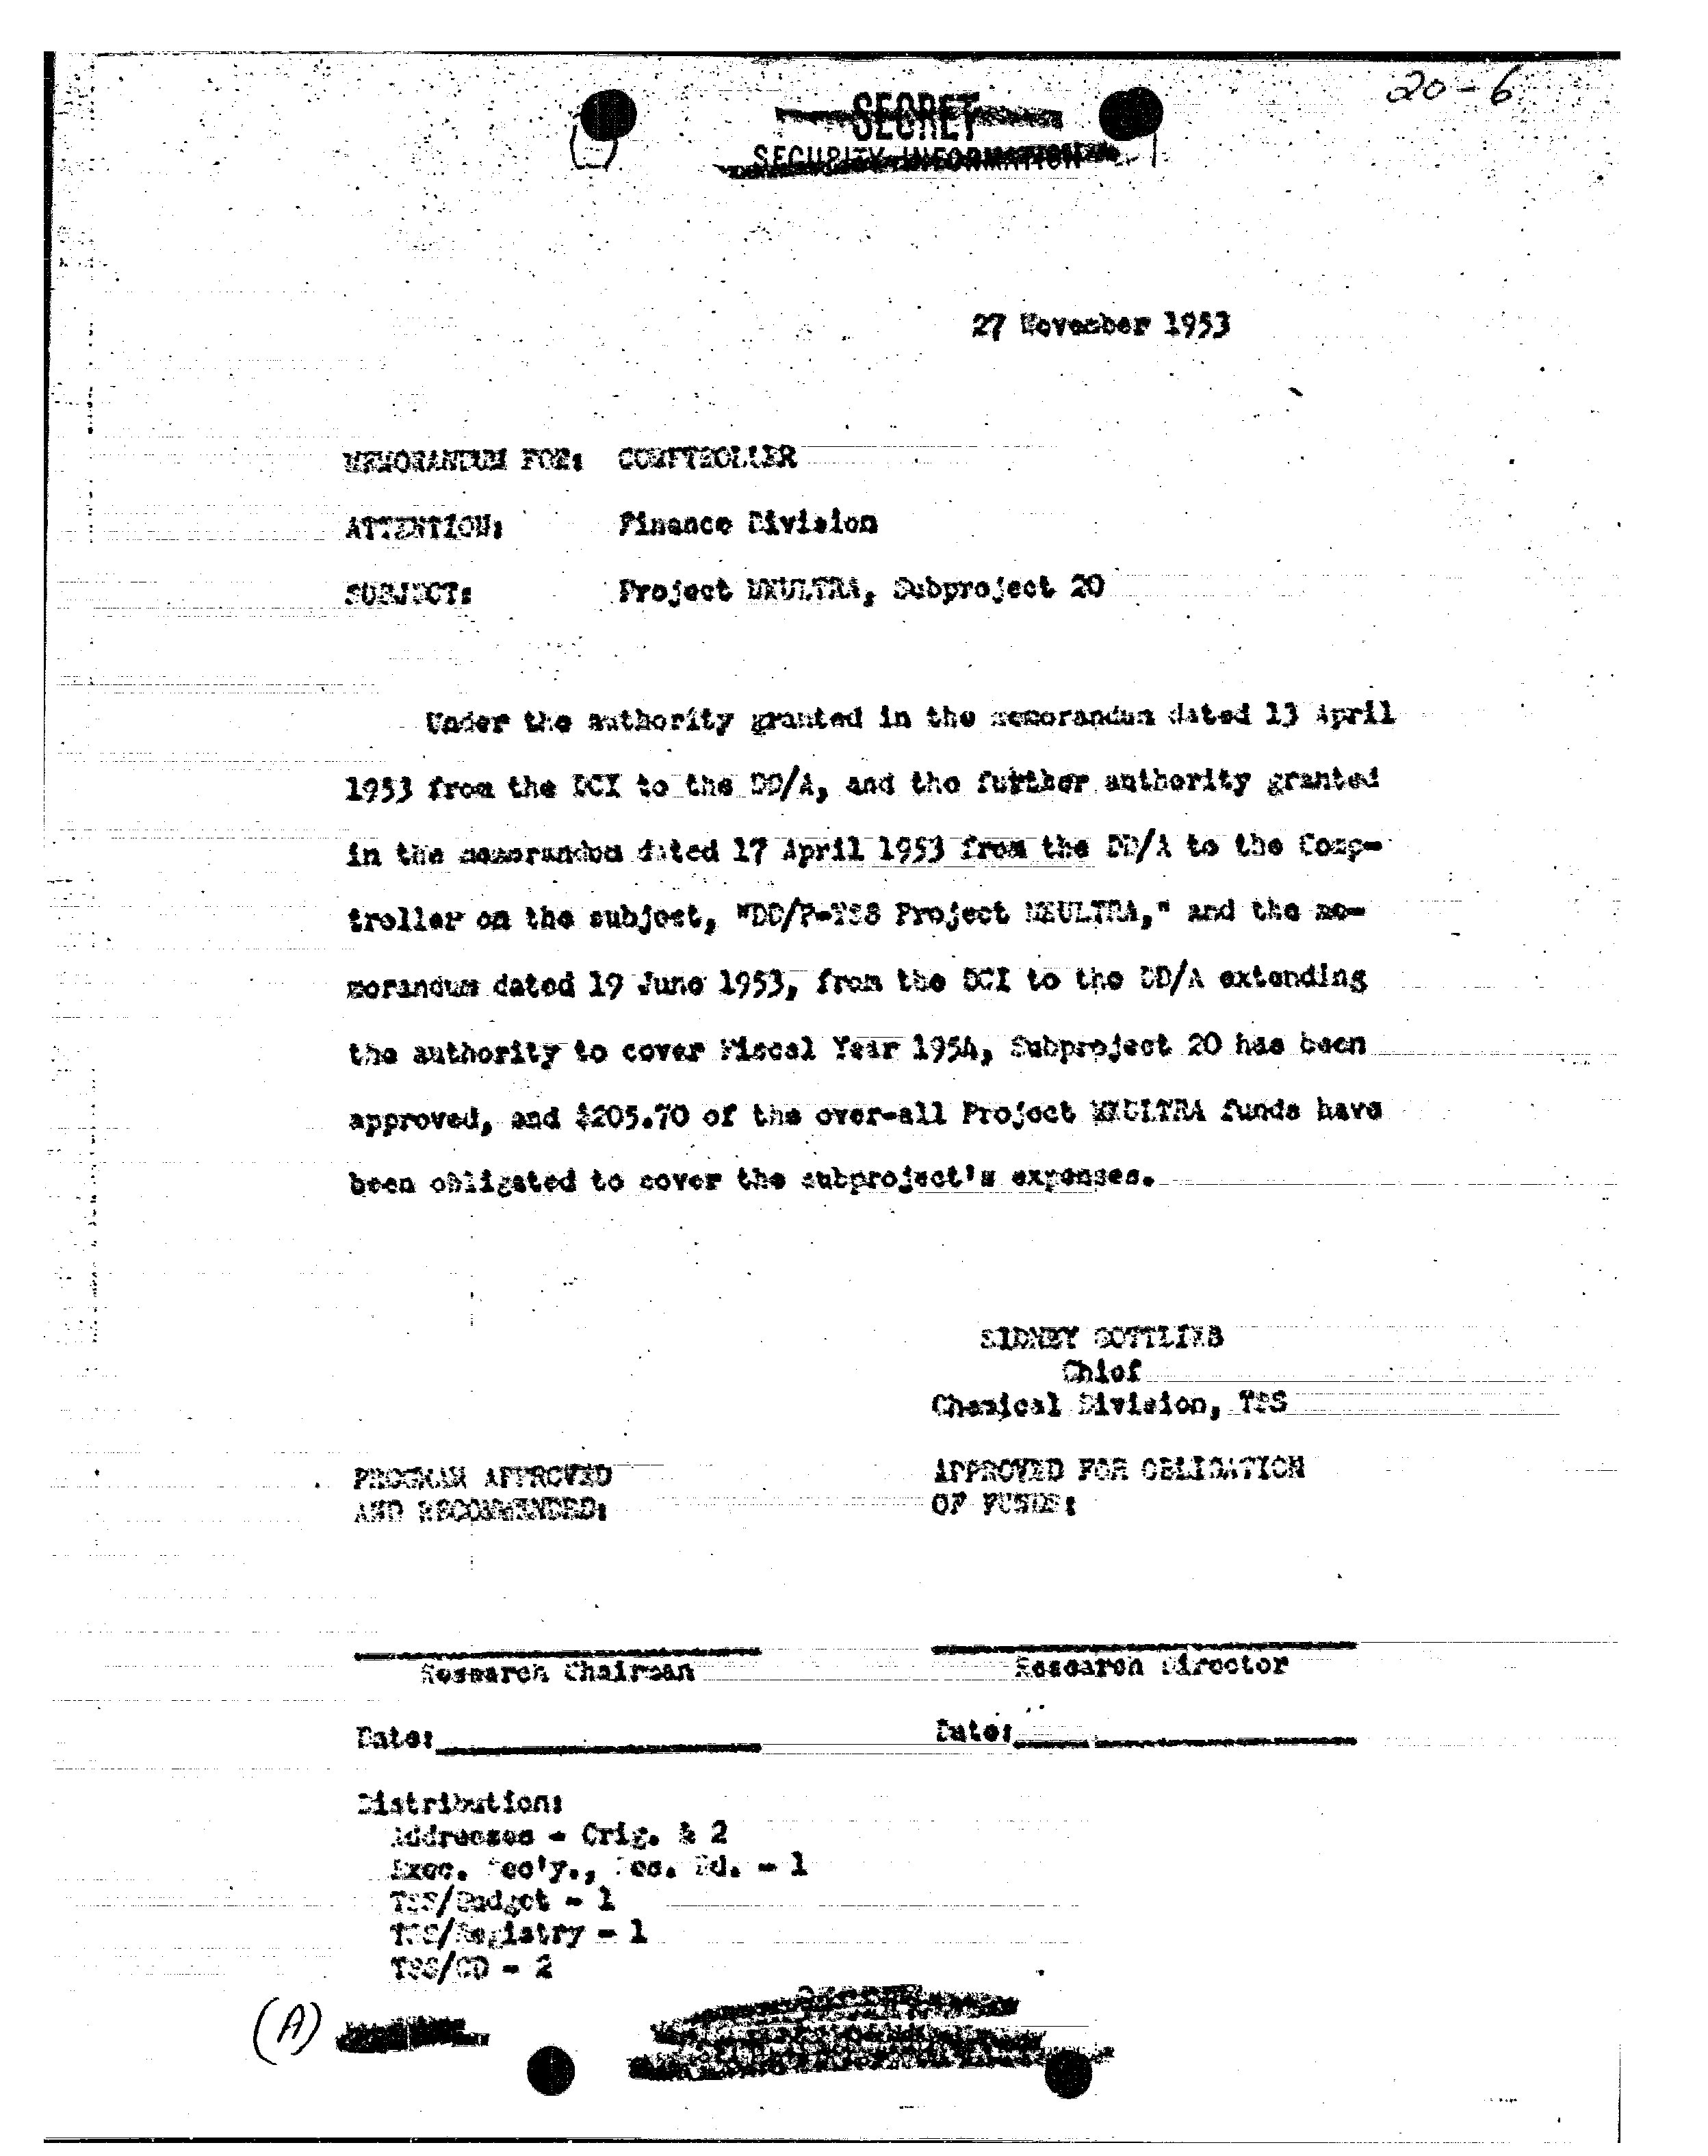 20-6
SECRET
SECURITY INFORMATION
27 November 1953
MEMORANDUM FOR: COMPTROLLER
ATTENTION: Finance Division
SUBJECT: Project MKULTRA, Subproject 20
Under the authority granted in the memorandum dated 13 April
1953 from the DCI to the DD/A, and the further authority granted
in the memorandum dated 17 April 1953 from the DD/A to the Comp-
troller on the subject, "DD/P-TSS Project MKULTRA," and the me-
morandum dated 19 June 1953, from the DCI to the DD/A extending
the authority to cover Fiscal Year 1954, Subproject 20 has been
approved, and $205.70 of the over-all Project MKULTRA funds have
been obligated to cover the subproject's expenses.
SIDNEY GOTTLIEB
Chief
Chemical Division, TSS
PROGRAM APPROVED
AND RECOMMENDED:
APPROVED FOR OBLIGATION
OF FUNDS:
Research Chairman
Research Director
Date:
Date:
Distribution:
Addressee - Orig. & 2
Exec. Sec'y., Res. Bd. - 1
TSS/Budget - 1
TSS/Registry - 1
TSS/CD - 2
(A)